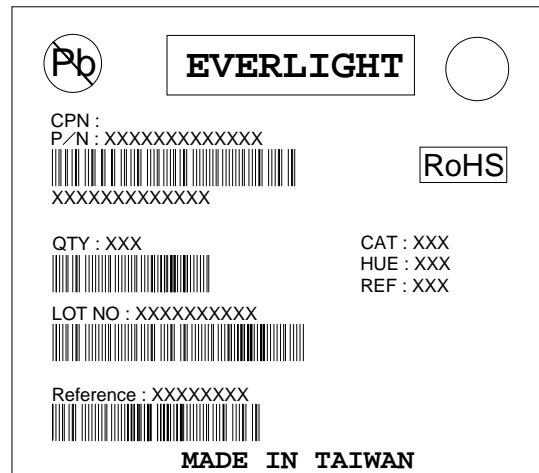 Pb
EVERLIGHT
CPN :
P/N : XXXXXXXXXXXXX
RoHS
XXXXXXXXXXXXX
QTY : XXX
CAT : XXX
HUE : XXX
REF : XXX
LOT NO : XXXXXXXXXX
Reference : XXXXXXXX
MADE IN TAIWAN